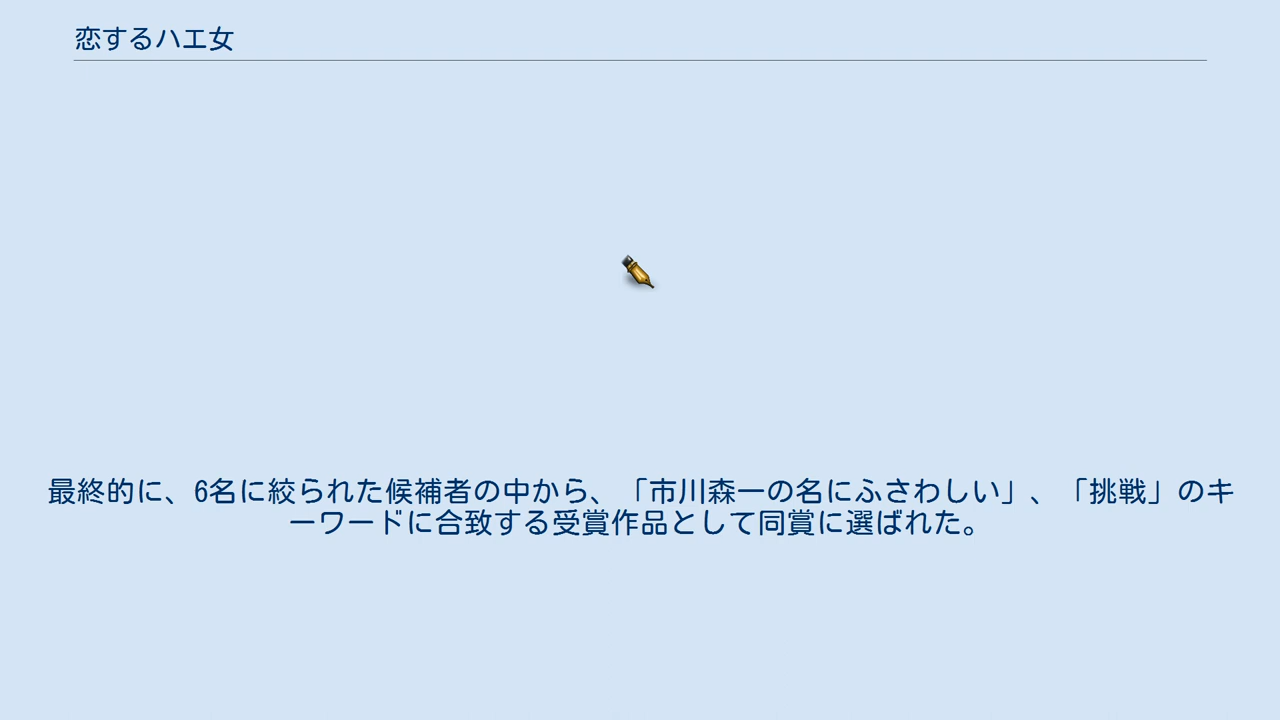 恋するハエ女
最終的に、6名に絞られた候補者の中から、「市川森一の名にふさわしい」、「挑戦」のキ
ーワードに合致する受賞作品として同賞に選ばれた。